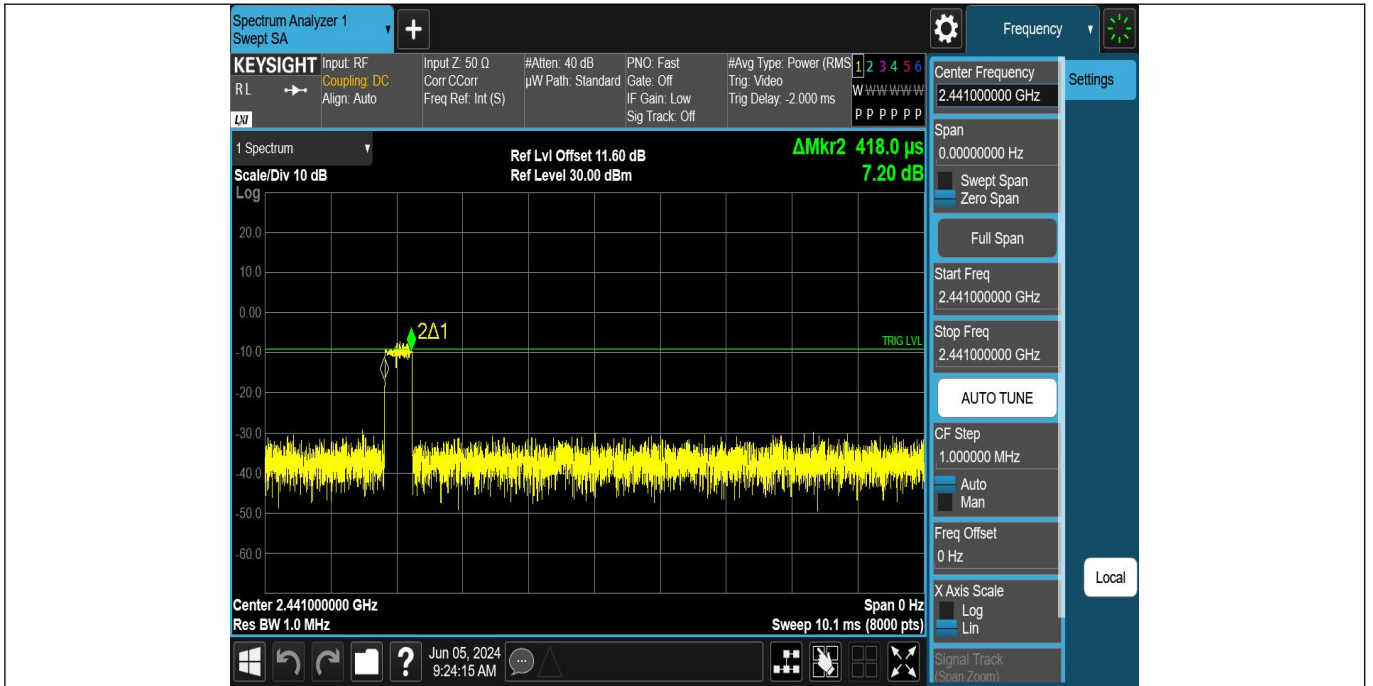 Spectrum Analyzer 1
Swept SA
Frequency
KEYSIGHT
RL
LXI
Input: RF
Coupling: DC
Align: Auto
Input Z: 50 Ω
Corr CCorr
Freq Ref: Int (S)
#Atten: 40 dB
µW Path: Standard
PNO: Fast
Gate: Off
IF Gain: Low
Sig Track: Off
#Avg Type: Power (RMS
Trig: Video
Trig Delay: -2.000 ms
1 2 3 4 5 6
W W W W W W
P P P P P P
1 Spectrum
Scale/Div 10 dB
Log
Ref Lvl Offset 11.60 dB
Ref Level 30.00 dBm
ΔMkr2 418.0 µs
7.20 dB
20.0
10.0
0.00
-10.0
-20.0
-30.0
-40.0
-50.0
-60.0
2Δ1
TRIG LVL
Center 2.441000000 GHz
Res BW 1.0 MHz
Span 0 Hz
Sweep 10.1 ms (8000 pts)
Center Frequency
2.441000000 GHz
Settings
Span
0.00000000 Hz
Swept Span
Zero Span
Full Span
Start Freq
2.441000000 GHz
Stop Freq
2.441000000 GHz
AUTO TUNE
CF Step
1.000000 MHz
Auto
Man
Freq Offset
0 Hz
X Axis Scale
Log
Lin
Signal Track
(Span Zoom)
Local
Jun 05, 2024
9:24:15 AM